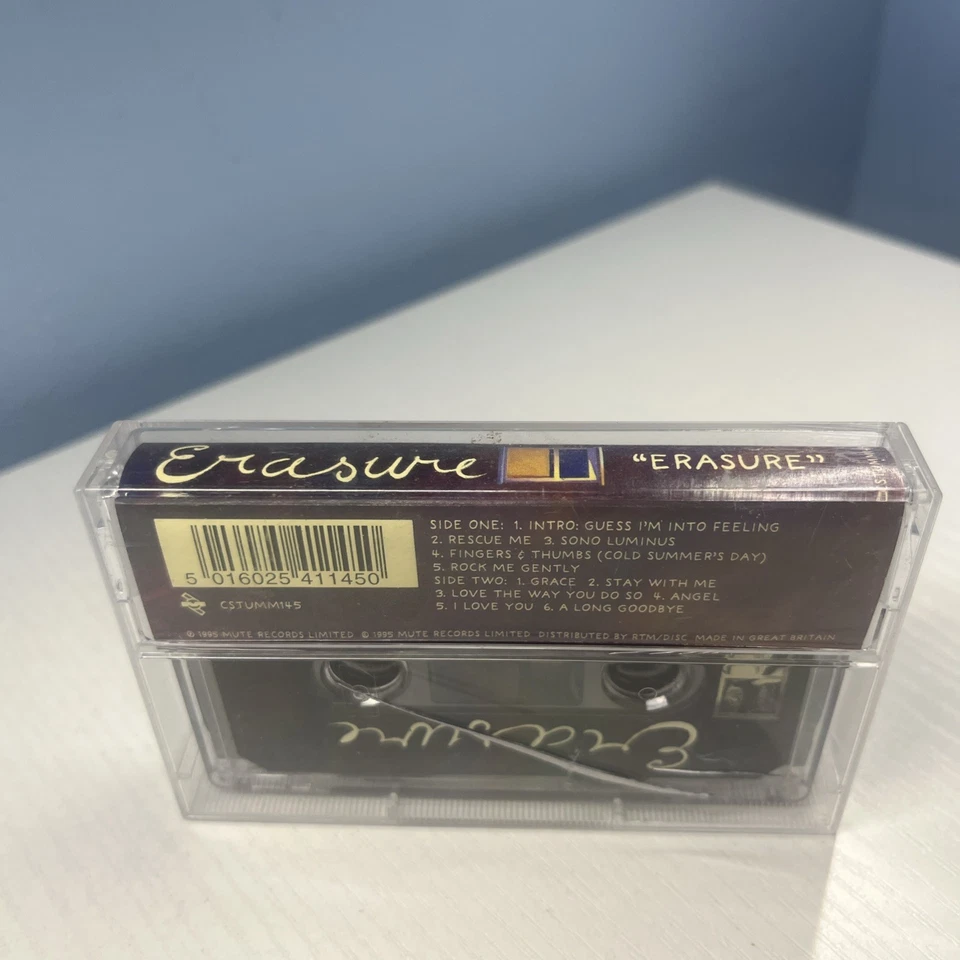 Erasure "ERASURE"
SIDE ONE: 1. INTRO: GUESS I'M INTO FEELING
2. RESCUE ME 3. SONO LUMINUS
4. FINGERS & THUMBS (COLD SUMMER'S DAY)
5. ROCK ME GENTLY
SIDE TWO: 1. GRACE 2. STAY WITH ME
3. LOVE THE WAY YOU DO SO 4. ANGEL
5. I LOVE YOU 6. A LONG GOODBYE
5 016025 411450
CSTUMM145
℗ 1995 MUTE RECORDS LIMITED © 1995 MUTE RECORDS LIMITED DISTRIBUTED BY RTM/DISC. MADE IN GREAT BRITAIN
Erasure